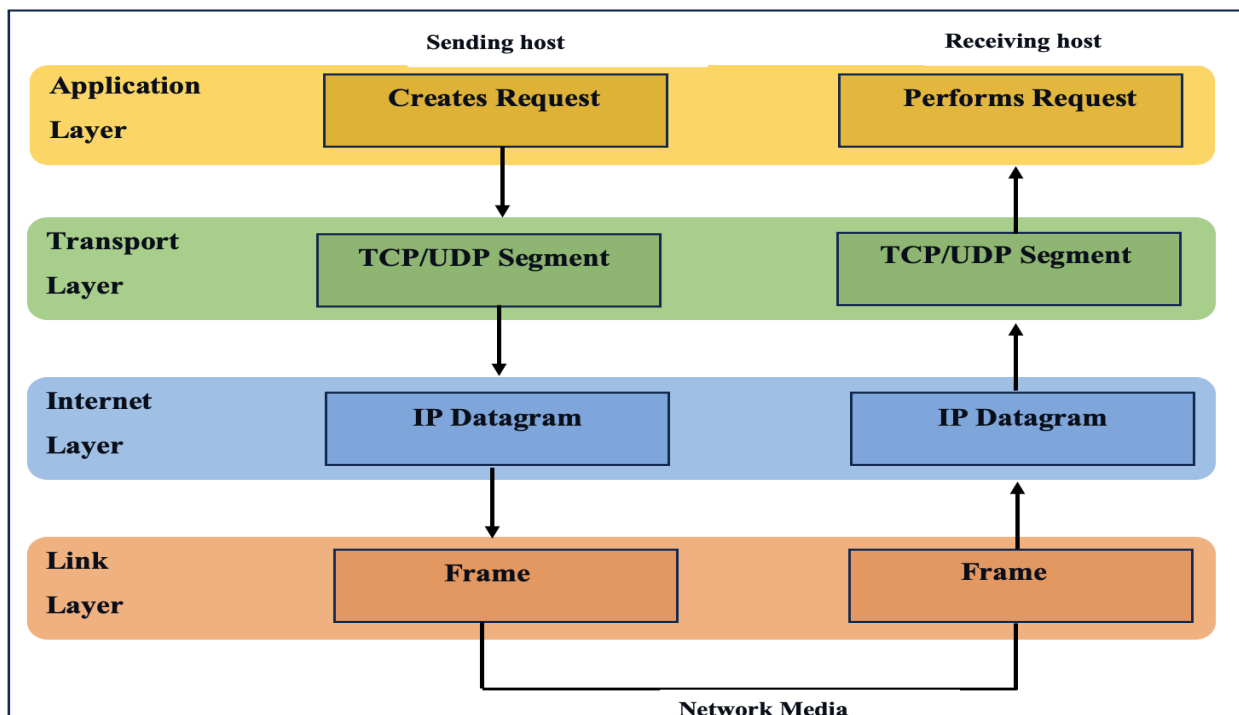 Sending host
Receiving host
Application
Layer
Creates Request
Performs Request
Transport
Layer
TCP/UDP Segment
TCP/UDP Segment
Internet
Layer
IP Datagram
IP Datagram
Link
Layer
Frame
Frame
Network Media